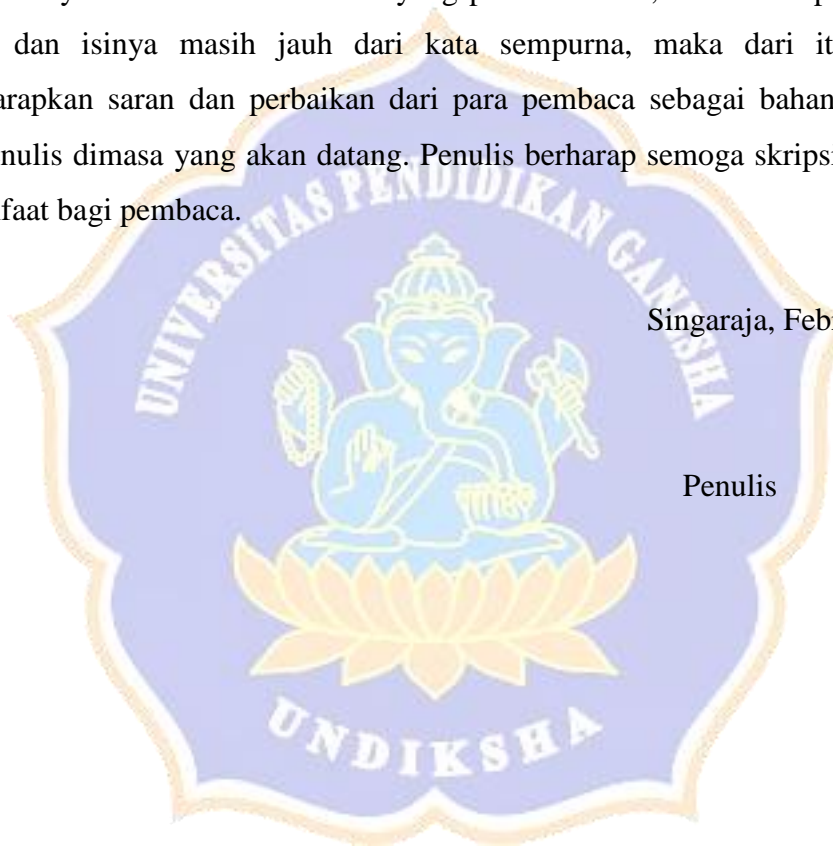 dan isinya masih jauh dari kata sempurna, maka dari it
arapkan saran dan perbaikan dari para pembaca sebagai bahan
nulis dimasa yang akan datang. Penulis berharap semoga skripsi
faat bagi pembaca.
UNIVERSITAS PENDIDIKAN GANESHA
Singaraja, Feb
Penulis
UNDIKSHA